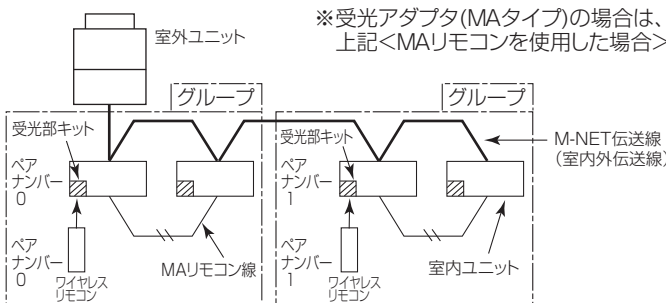 ※受光アダプタ(MAタイプ)の場合は、
上記<MAリモコンを使用した場合>
室外ユニット
グループ
グループ
受光部キット
受光部キット
M-NET伝送線
(室内外伝送線)
ペア
ナンバー
0
ペア
ナンバー
1
ペア
ナンバー
0
ワイヤレス
リモコン
MAリモコン線
ペア
ナンバー
1
ワイヤレス
リモコン
室内ユニット